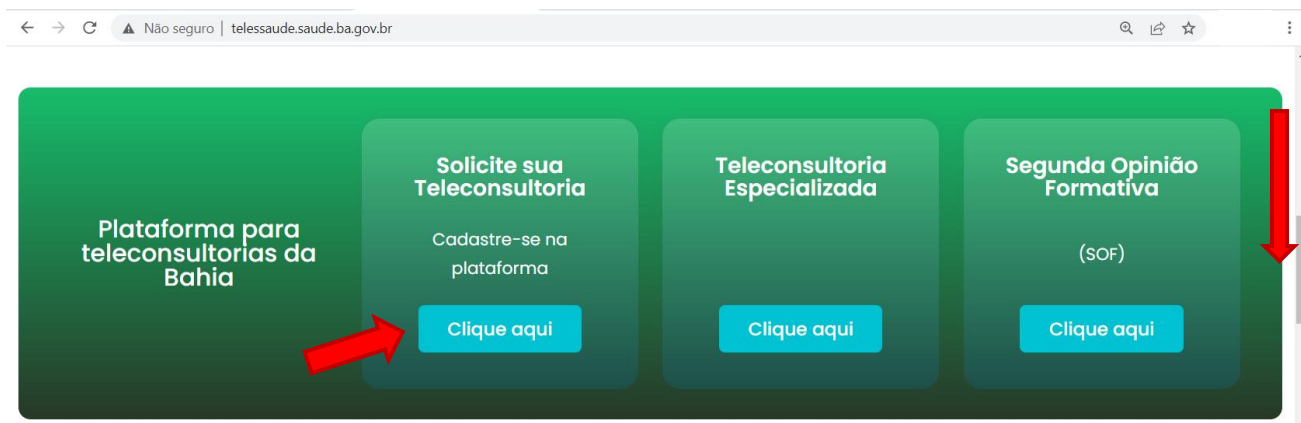 Não seguro | telessaude.saude.ba.gov.br
Plataforma para
teleconsultorias da
Bahia
Solicite sua
Teleconsultoria
Cadastre-se na
plataforma
Clique aqui
Teleconsultoria
Especializada
Clique aqui
Segunda Opinião
Formativa
(SOF)
Clique aqui